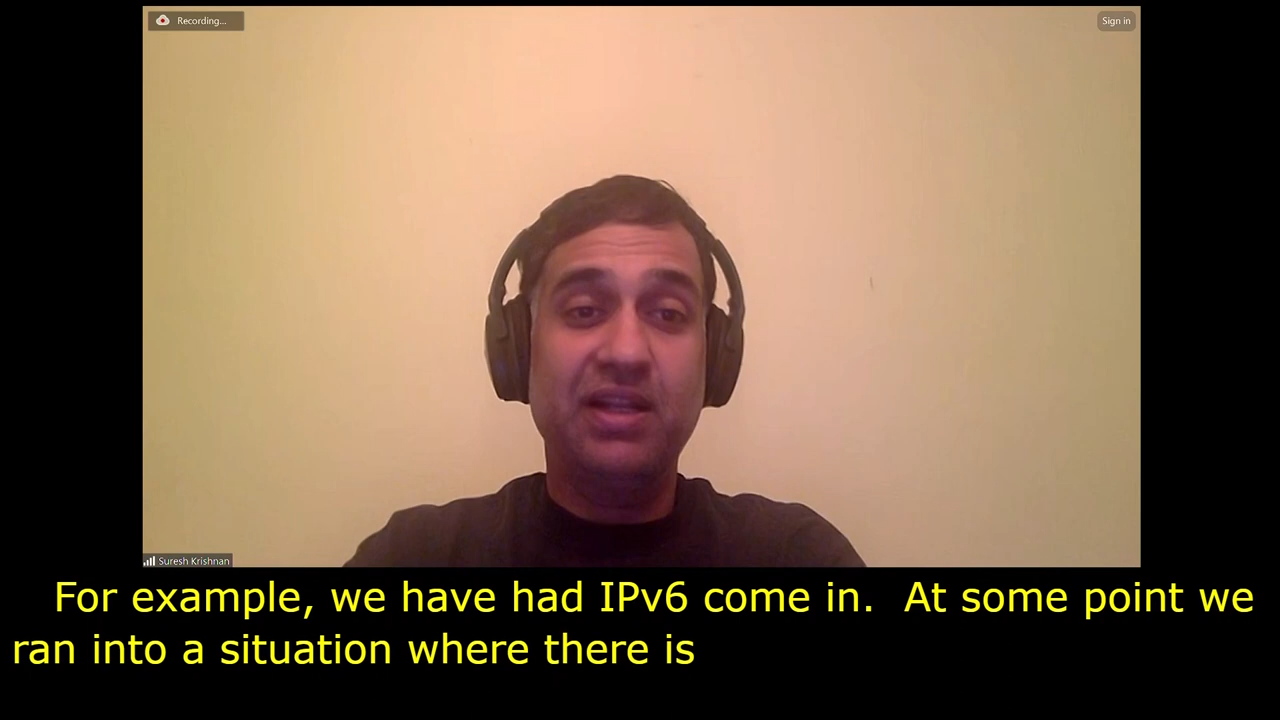 Recording...
Sign in
Suresh Krishnan
For example, we have had IPv6 come in.  At some point we
ran into a situation where there is